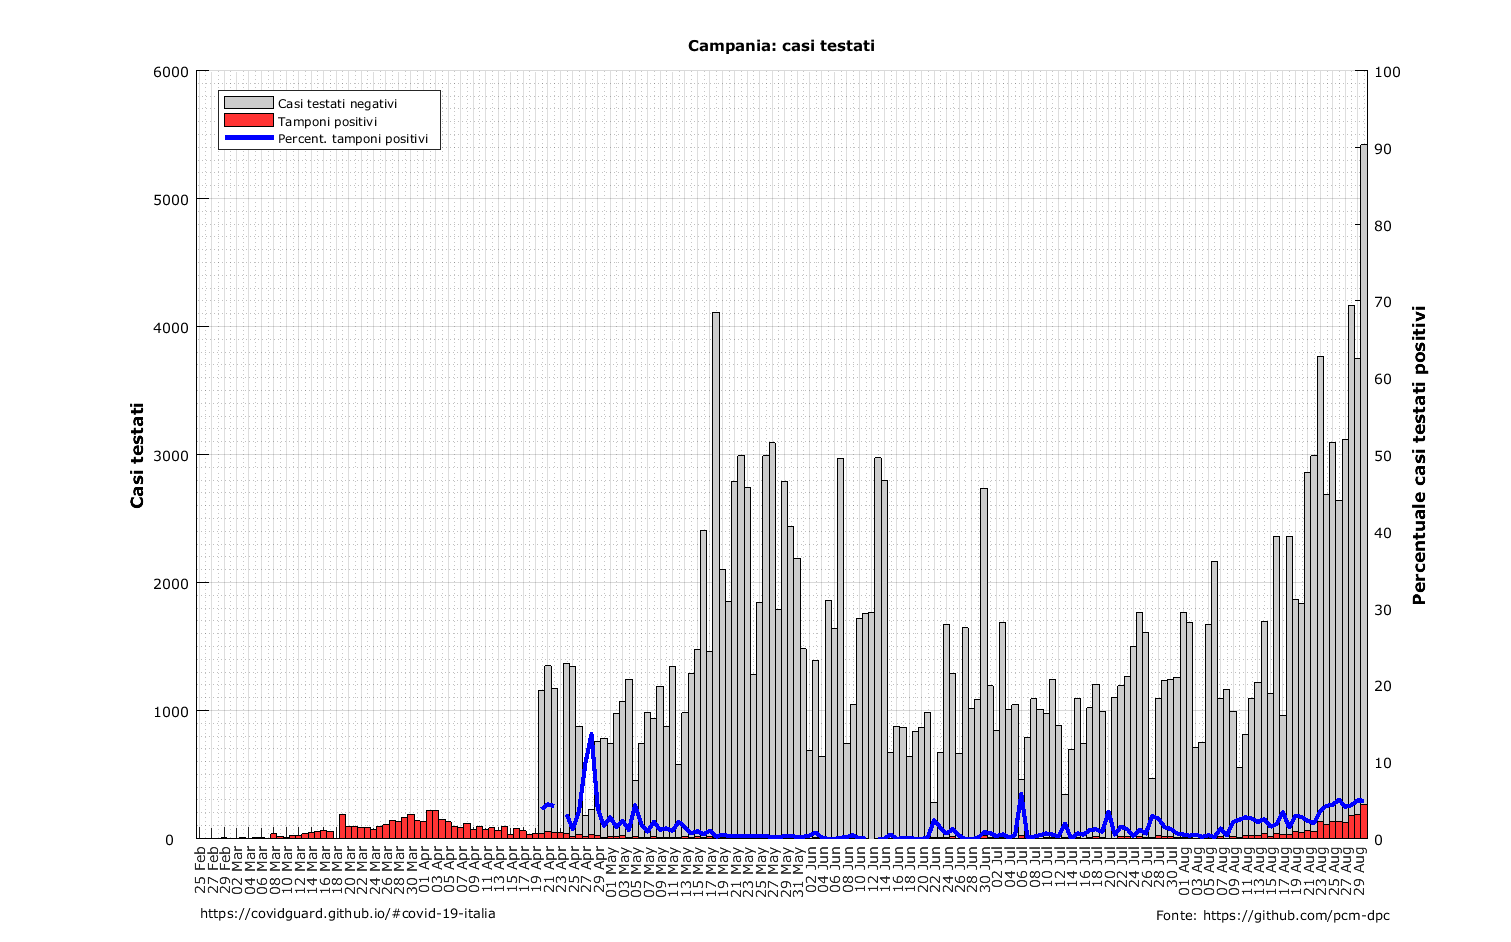 Campania: casi testati
6000
5000
4000
3000
2000
1000
0
Casi testati
Casi testati negativi
Tamponi positivi
Percent. tamponi positivi
100
90
80
70
60
50
40
30
20
10
0
Percentuale casi testati positivi
25 Feb
27 Feb
29 Feb
02 Mar
04 Mar
06 Mar
08 Mar
10 Mar
12 Mar
14 Mar
16 Mar
18 Mar
20 Mar
22 Mar
24 Mar
26 Mar
28 Mar
30 Mar
01 Apr
03 Apr
05 Apr
07 Apr
09 Apr
11 Apr
13 Apr
15 Apr
17 Apr
19 Apr
21 Apr
23 Apr
25 Apr
27 Apr
29 Apr
01 May
03 May
05 May
07 May
09 May
11 May
13 May
15 May
17 May
19 May
21 May
23 May
25 May
27 May
29 May
31 May
02 Jun
04 Jun
06 Jun
08 Jun
10 Jun
12 Jun
14 Jun
16 Jun
18 Jun
20 Jun
22 Jun
24 Jun
26 Jun
28 Jun
30 Jun
02 Jul
04 Jul
06 Jul
08 Jul
10 Jul
12 Jul
14 Jul
16 Jul
18 Jul
20 Jul
22 Jul
24 Jul
26 Jul
28 Jul
30 Jul
01 Aug
03 Aug
05 Aug
07 Aug
09 Aug
11 Aug
13 Aug
15 Aug
17 Aug
19 Aug
21 Aug
23 Aug
25 Aug
27 Aug
29 Aug
https://covidguard.github.io/#covid-19-italia
Fonte: https://github.com/pcm-dpc